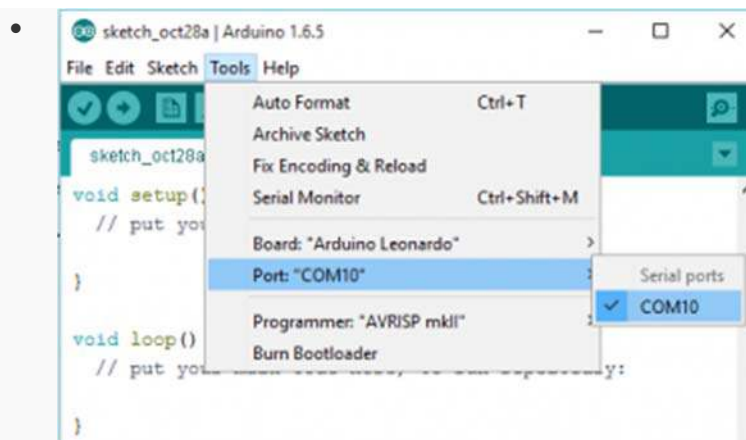 sketch_oct28a | Arduino 1.6.5
File Edit Sketch Tools Help
Auto Format Ctrl+T
Archive Sketch
sketch_oct28a
Fix Encoding & Reload
void setup()
Serial Monitor Ctrl+Shift+M
// put you
Board: "Arduino Leonardo"
Port: "COM10"
Serial ports
}
COM10
Programmer: "AVRISP mkII"
void loop()
Burn Bootloader
// put you
}